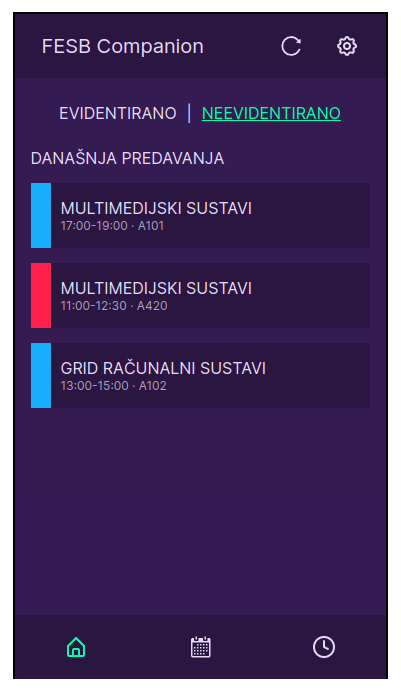 FESB Companion
EVIDENTIRANO | NEEVIDENTIRANO
DANAŠNJA PREDAVANJA
MULTIMEDIJSKI SUSTAVI
17:00-19:00 · A101
MULTIMEDIJSKI SUSTAVI
11:00-12:30 · A420
GRID RAČUNALNI SUSTAVI
13:00-15:00 · A102